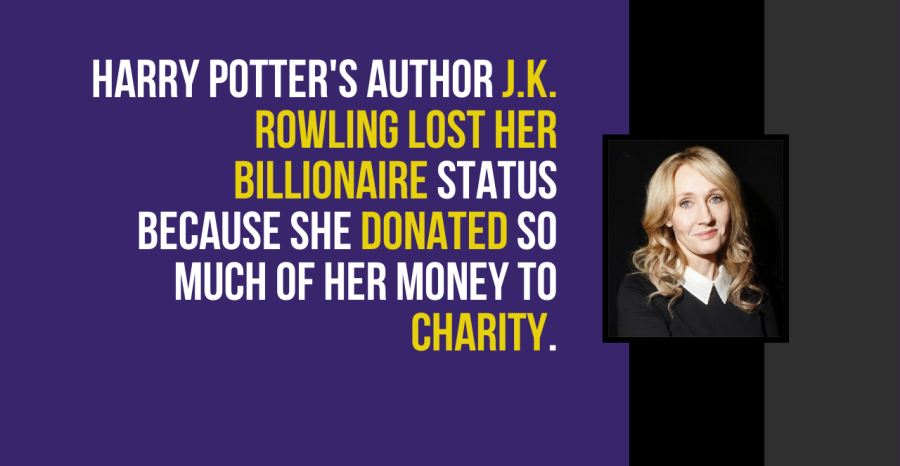 HARRY POTTER'S AUTHOR J.K.
ROWLING LOST HER
BILLIONAIRE STATUS
BECAUSE SHE DONATED SO
MUCH OF HER MONEY TO
CHARITY.